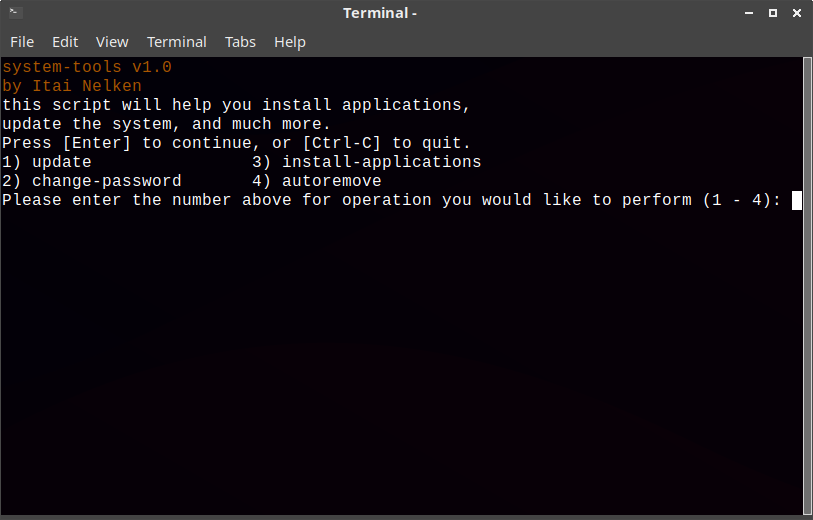 Terminal -
File Edit View Terminal Tabs Help
system-tools v1.0
by Itai Nelken
this script will help you install applications,
update the system, and much more.
Press [Enter] to continue, or [Ctrl-C] to quit.
1) update 3) install-applications
2) change-password 4) autoremove
Please enter the number above for operation you would like to perform (1 - 4):